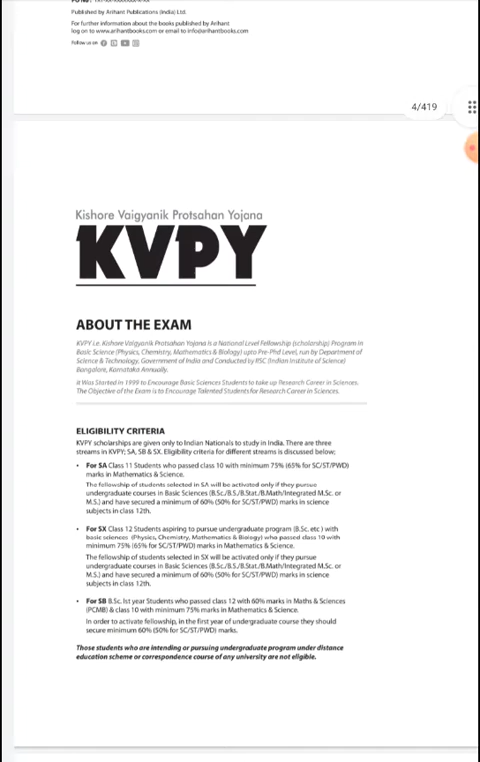 Published by Arihant Publications (India) Ltd.
For further information about the books published by Arihant
log on to www.arihantbooks.com or email to info@arihantbooks.com
Follow us on
4/419
Kishore Vaigyanik Protsahan Yojana
KVPY
ABOUT THE EXAM
KVPY i.e. Kishore Vaigyanik Protsahan Yojana is a National Level Fellowship (scholarship) Program in
Basic Science (Physics, Chemistry, Mathematics & Biology) upto Pre-Phd Level, run by Department of
Science & Technology, Government of India and Conducted by IISC (Indian Institute of Science)
Bangalore, Karnataka Annually.
It Was Started in 1999 to Encourage Basic Sciences Students to take up Research Career in Sciences.
The Objective of the Exam is to Encourage Talented Students for Research Career in Sciences.
ELIGIBILITY CRITERIA
KVPY scholarships are given only to Indian Nationals to study in India. There are three
streams in KVPY; SA, SB & SX. Eligibility criteria for different streams is discussed below;
• For SA Class 11 Students who passed class 10 with minimum 75% (65% for SC/ST/PWD)
marks in Mathematics & Science.
The fellowship of students selected in SA will be activated only if they pursue
undergraduate courses in Basic Sciences (B.Sc./B.S./B.Stat./B.Math/Integrated M.Sc. or
M.S.) and have secured a minimum of 60% (50% for SC/ST/PWD) marks in science
subjects in class 12th.
• For SX Class 12 Students aspiring to pursue undergraduate program (B.Sc. etc) with
basic sciences (Physics, Chemistry, Mathematics & Biology) who passed class 10 with
minimum 75% (65% for SC/ST/PWD) marks in Mathematics & Science.
The fellowship of students selected in SX will be activated only if they pursue
undergraduate courses in Basic Sciences (B.Sc./B.S./B.Stat./B.Math/Integrated M.Sc. or
M.S.) and have secured a minimum of 60% (50% for SC/ST/PWD) marks in science
subjects in class 12th.
• For SB B.Sc. Ist year Students who passed class 12 with 60% marks in Maths & Sciences
(PCMB) & class 10 with minimum 75% marks in Mathematics & Science.
In order to activate fellowship, in the first year of undergraduate course they should
secure minimum 60% (50% for SC/ST/PWD) marks.
Those students who are intending or pursuing undergraduate program under distance
education scheme or correspondence course of any university are not eligible.